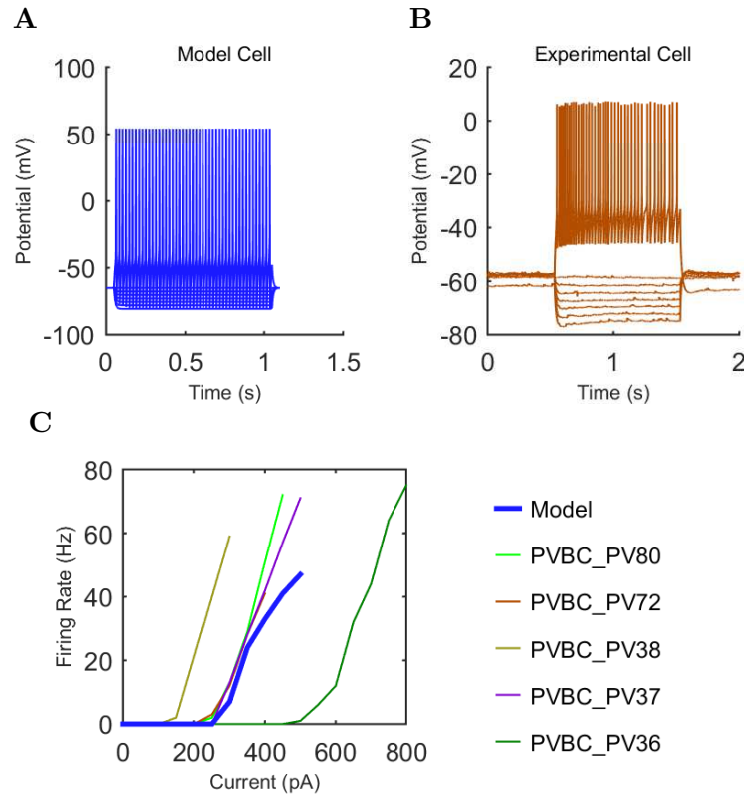 A
Model Cell
100
50
0
-50
-100
Potential (mV)
0
0.5
1
1.5
Time (s)
B
Experimental Cell
20
0
-20
-40
-60
-80
Potential (mV)
0
1
2
Time (s)
C
80
60
40
20
0
Firing Rate (Hz)
0
200
400
600
800
Current (pA)
Model
PVBC_PV80
PVBC_PV72
PVBC_PV38
PVBC_PV37
PVBC_PV36